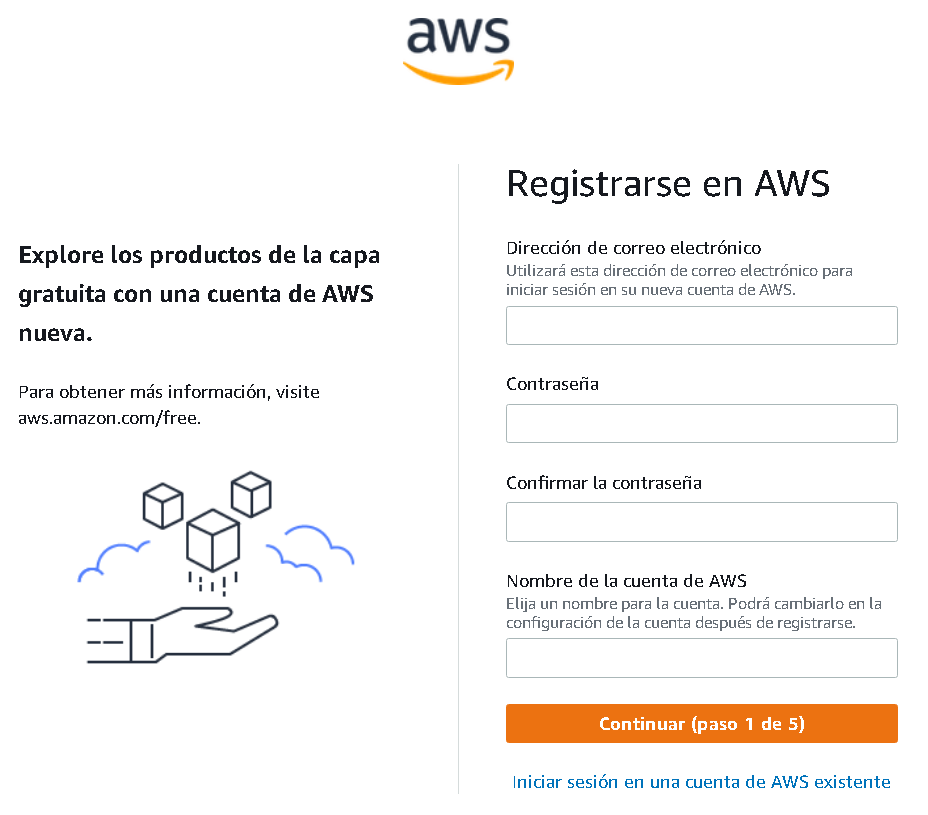 aws
Explore los productos de la capa
gratuita con una cuenta de AWS
nueva.
Para obtener más información, visite
aws.amazon.com/free.
Registrarse en AWS
Dirección de correo electrónico
Utilizará esta dirección de correo electrónico para
iniciar sesión en su nueva cuenta de AWS.
Contraseña
Confirmar la contraseña
Nombre de la cuenta de AWS
Elija un nombre para la cuenta. Podrá cambiarlo en la
configuración de la cuenta después de registrarse.
Continuar (paso 1 de 5)
Iniciar sesión en una cuenta de AWS existente